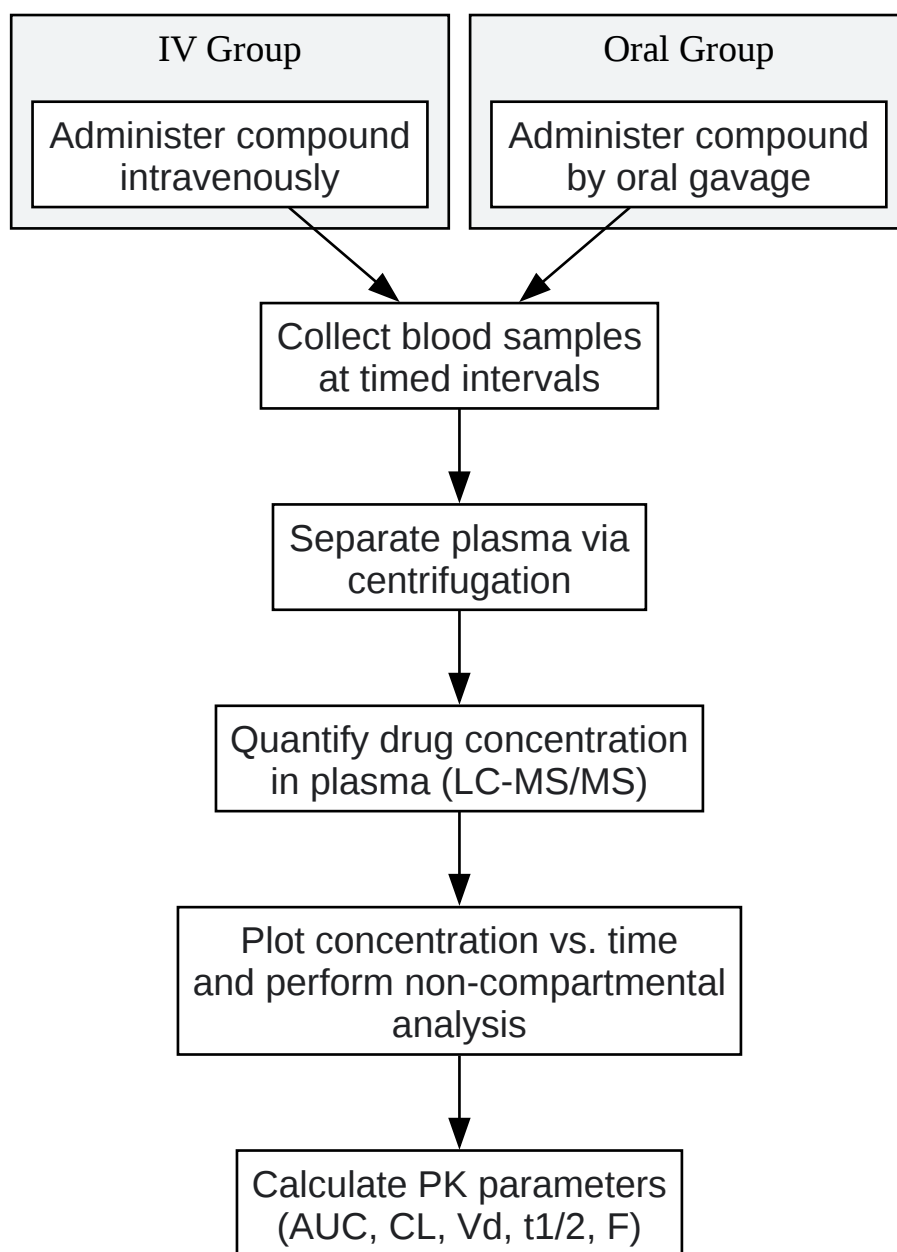 IV Group
Oral Group
Administer compound
intravenously
Administer compound
by oral gavage
Collect blood samples
at timed intervals
Separate plasma via
centrifugation
Quantify drug concentration
in plasma (LC-MS/MS)
Plot concentration vs. time
and perform non-compartmental
analysis
Calculate PK parameters
(AUC, CL, Vd, t1/2, F)